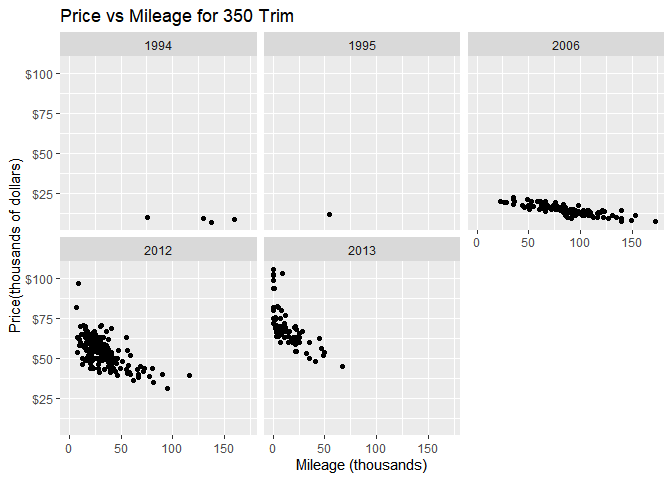 Price vs Mileage for 350 Trim
1994 1995 2006
$100
$75
$50
$25
0 50 100 150
2012 2013
$100
$75
$50
$25
0 50 100 150 0 50 100 150
Price(thousands of dollars)
Mileage (thousands)